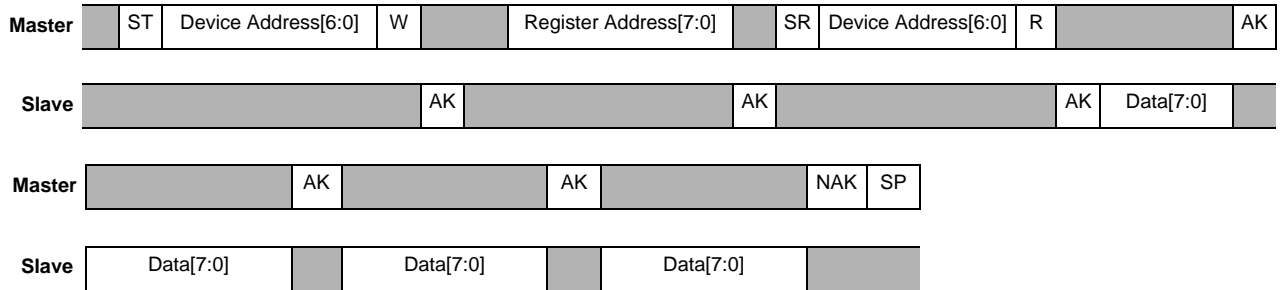 Master ST Device Address[6:0] W Register Address[7:0] SR Device Address[6:0] R AK
Slave AK AK AK Data[7:0]
Master AK AK NAK SP
Slave Data[7:0] Data[7:0] Data[7:0]